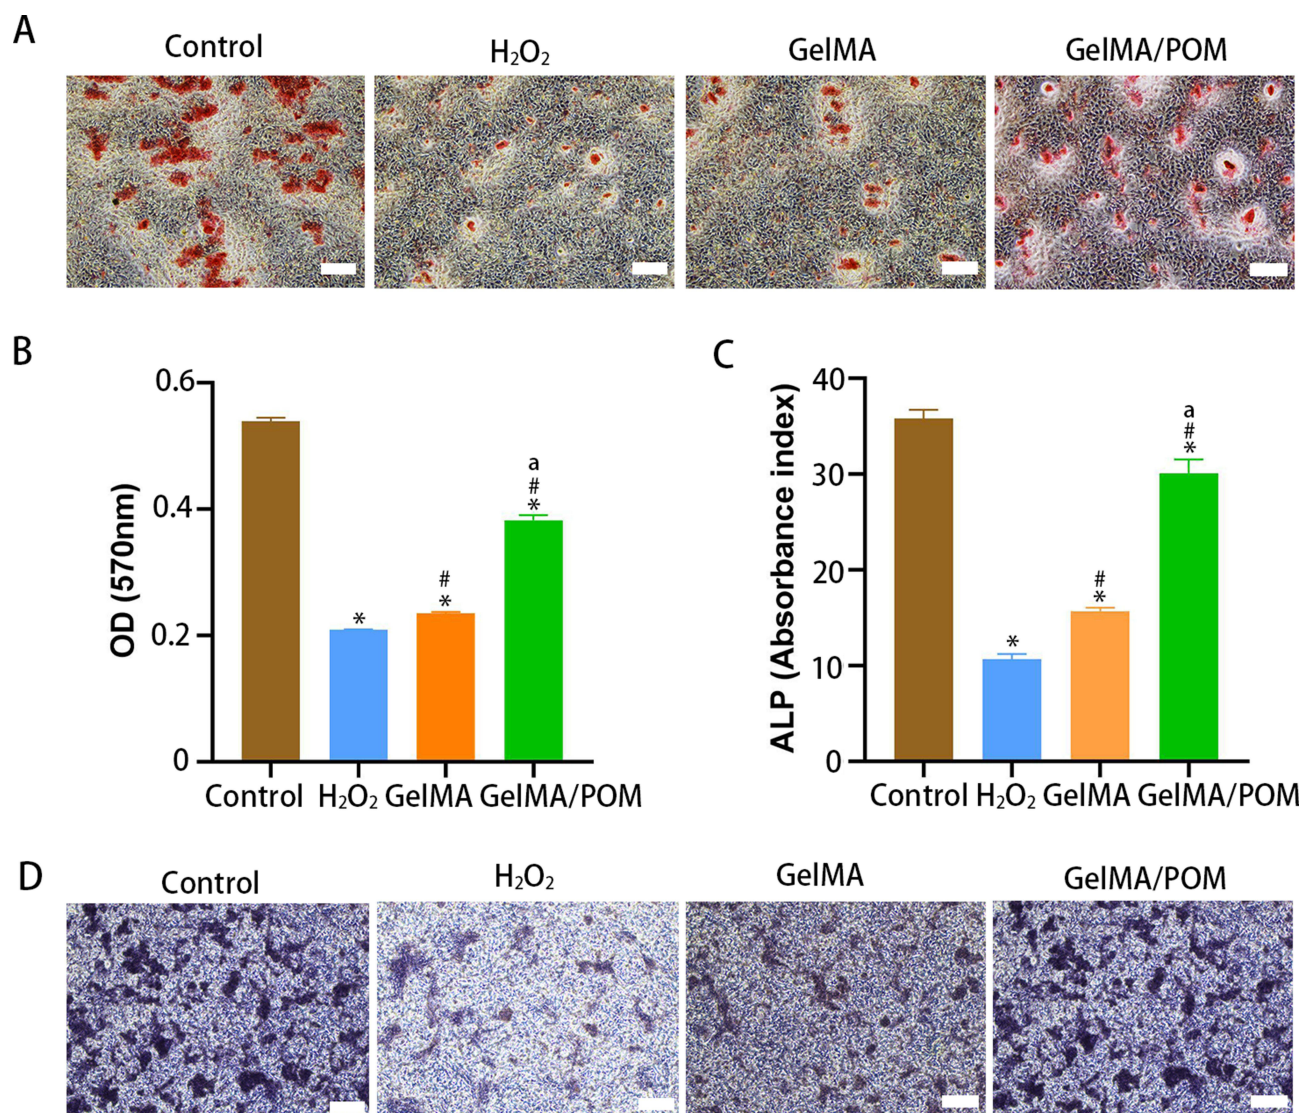 A
Control H₂O₂ GelMA GelMA/POM
B
0.6
0.4
0.2
0
OD (570nm)
*
#
*
a
#
*
Control H₂O₂ GelMA GelMA/POM
C
40
30
20
10
0
ALP (Absorbance index)
*
#
*
a
#
*
Control H₂O₂ GelMA GelMA/POM
D
Control H₂O₂ GelMA GelMA/POM